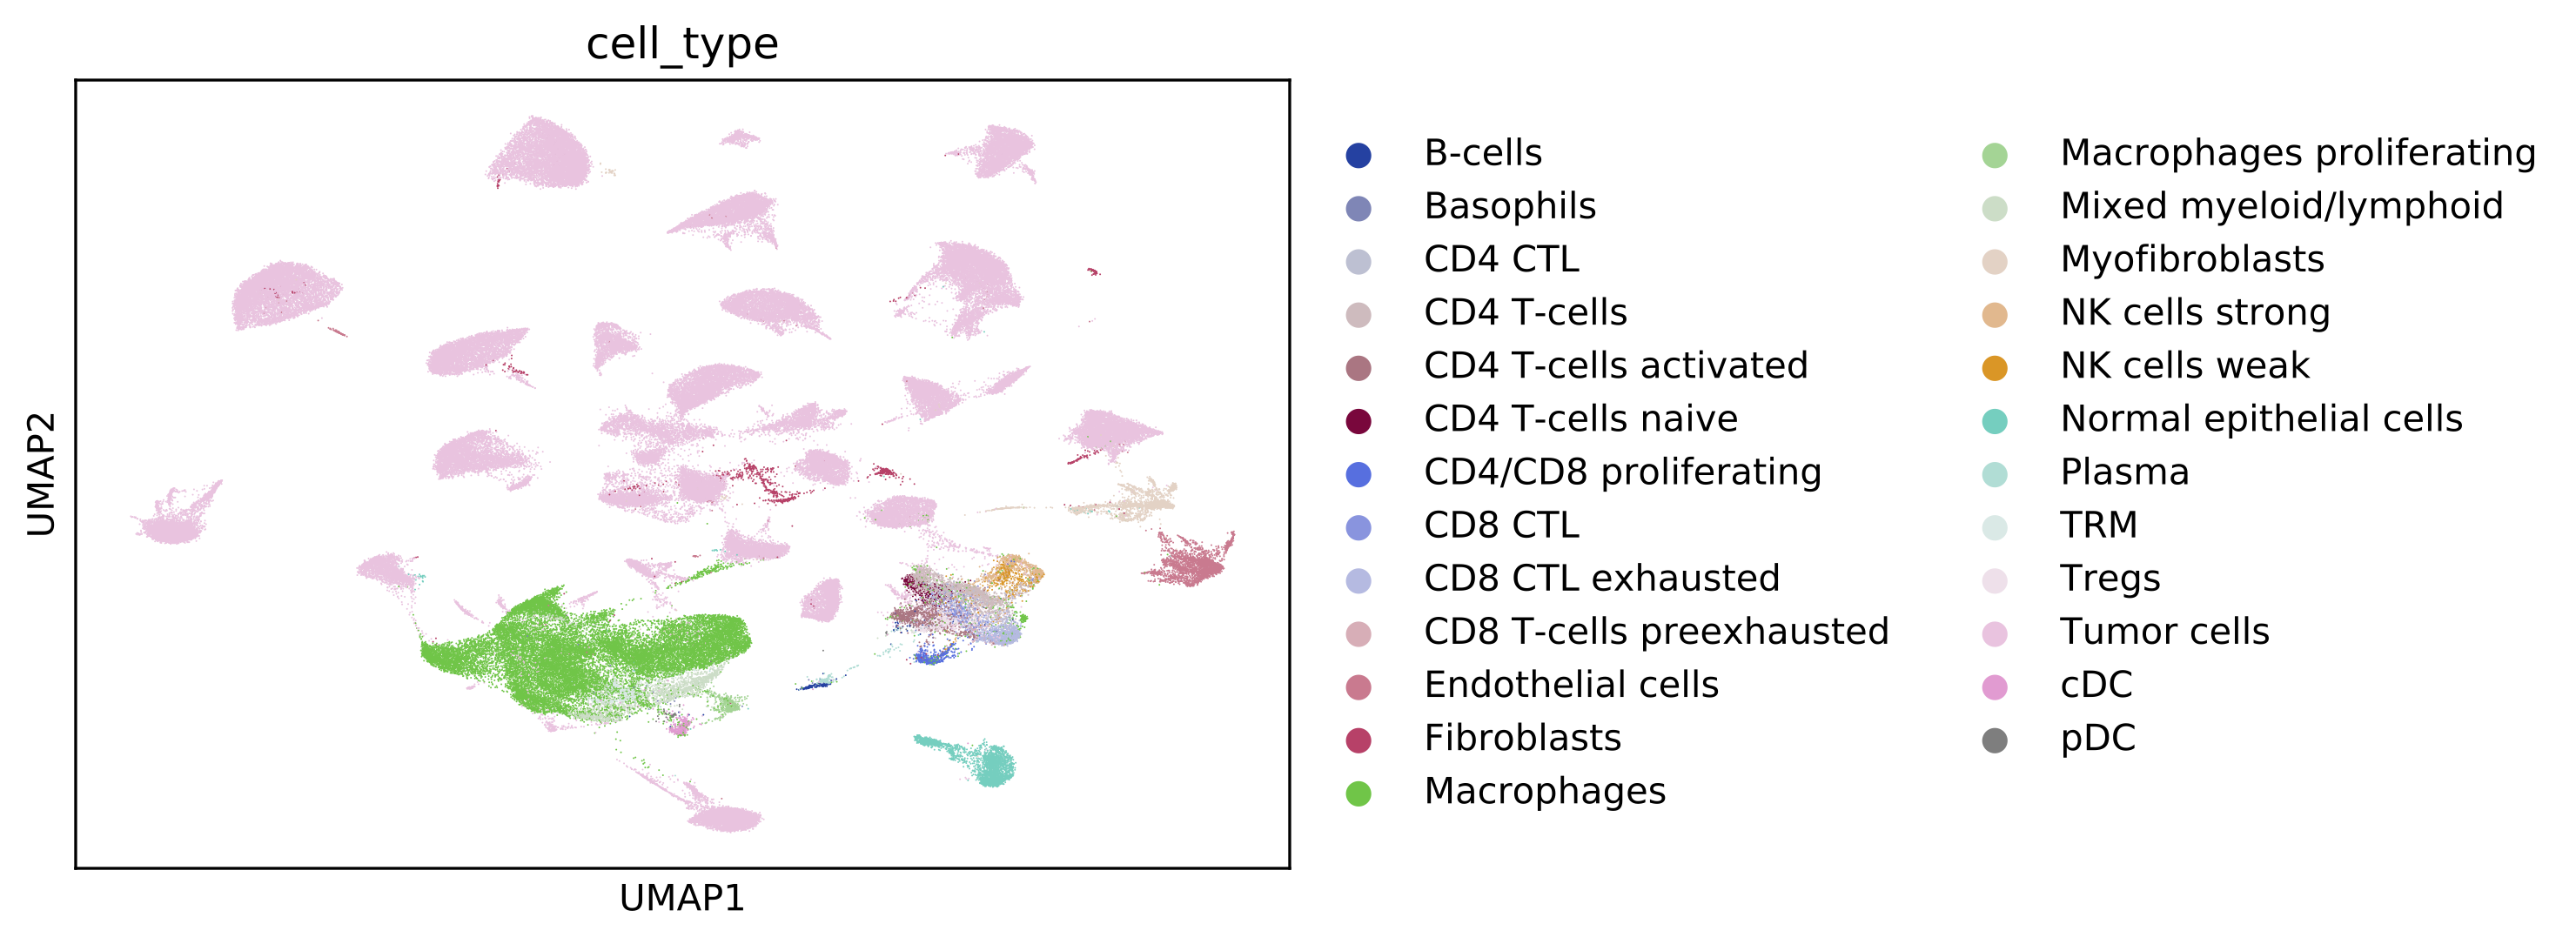 cell_type
UMAP2
UMAP1
B-cells
Basophils
CD4 CTL
CD4 T-cells
CD4 T-cells activated
CD4 T-cells naive
CD4/CD8 proliferating
CD8 CTL
CD8 CTL exhausted
CD8 T-cells preexhausted
Endothelial cells
Fibroblasts
Macrophages
Macrophages proliferating
Mixed myeloid/lymphoid
Myofibroblasts
NK cells strong
NK cells weak
Normal epithelial cells
Plasma
TRM
Tregs
Tumor cells
cDC
pDC